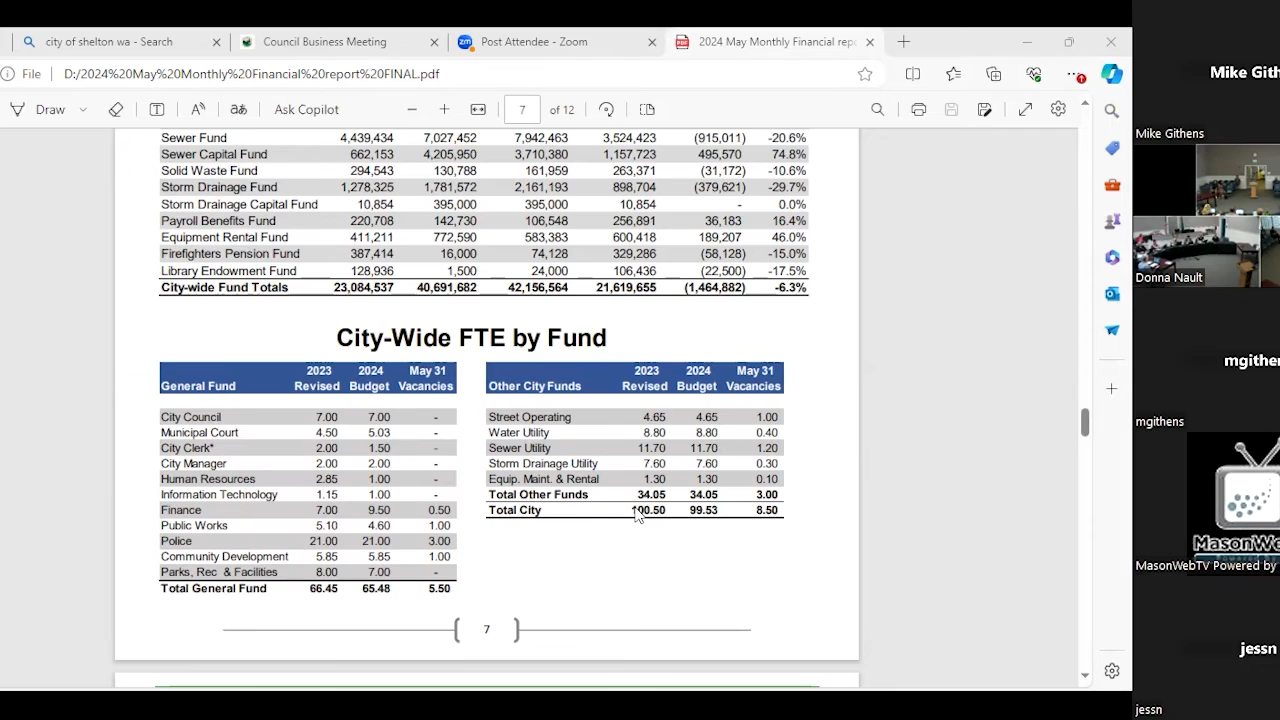 city of shelton wa - Search
Council Business Meeting
Post Attendee - Zoom
2024 May Monthly Financial repo
File
D:/2024%20May%20Monthly%20Financial%20report%20FINAL.pdf
Draw
Ask Copilot
7 of 12
Sewer Fund 4,439,434 7,027,452 7,942,463 3,524,423 (915,011) -20.6%
Sewer Capital Fund 662,153 4,205,950 3,710,380 1,157,723 495,570 74.8%
Solid Waste Fund 294,543 130,788 161,959 263,371 (31,172) -10.6%
Storm Drainage Fund 1,278,325 1,781,572 2,161,193 898,704 (379,621) -29.7%
Storm Drainage Capital Fund 10,854 395,000 395,000 10,854 - 0.0%
Payroll Benefits Fund 220,708 142,730 106,548 256,891 36,183 16.4%
Equipment Rental Fund 411,211 772,590 583,383 600,418 189,207 46.0%
Firefighters Pension Fund 387,414 16,000 74,128 329,286 (58,128) -15.0%
Library Endowment Fund 128,936 1,500 24,000 106,436 (22,500) -17.5%
City-wide Fund Totals 23,084,537 40,691,682 42,156,564 21,619,655 (1,464,882) -6.3%
City-Wide FTE by Fund
2023 2024 May 31
General Fund Revised Budget Vacancies
City Council 7.00 7.00 -
Municipal Court 4.50 5.03 -
City Clerk* 2.00 1.50 -
City Manager 2.00 2.00 -
Human Resources 2.85 1.00 -
Information Technology 1.15 1.00 -
Finance 7.00 9.50 0.50
Public Works 5.10 4.60 1.00
Police 21.00 21.00 3.00
Community Development 5.85 5.85 1.00
Parks, Rec & Facilities 8.00 7.00 -
Total General Fund 66.45 65.48 5.50
2023 2024 May 31
Other City Funds Revised Budget Vacancies
Street Operating 4.65 4.65 1.00
Water Utility 8.80 8.80 0.40
Sewer Utility 11.70 11.70 1.20
Storm Drainage Utility 7.60 7.60 0.30
Equip. Maint. & Rental 1.30 1.30 0.10
Total Other Funds 34.05 34.05 3.00
Total City 100.50 99.53 8.50
7
Mike Gith
Mike Githens
Donna Nault
mgithe
mgithens
MasonWe
MasonWebTV Powered by
jessn
jessn